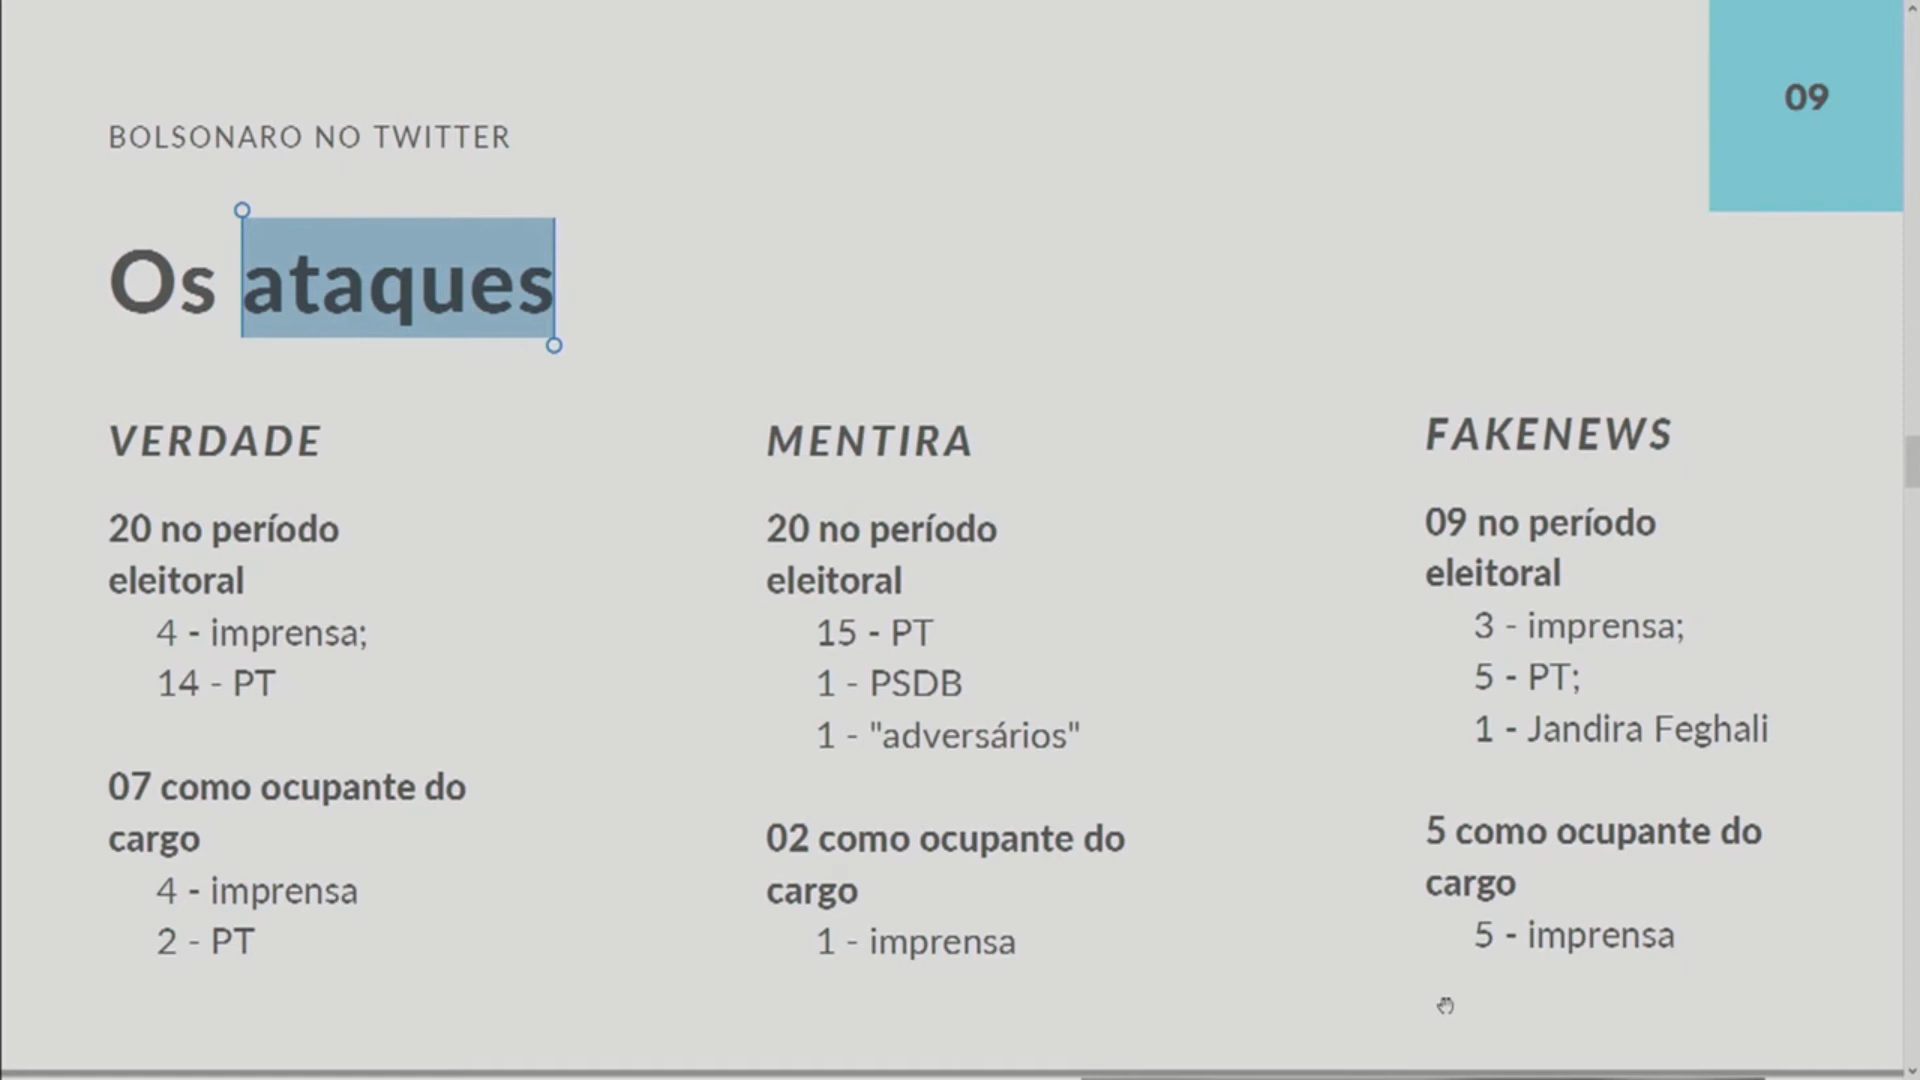 09
BOLSONARO NO TWITTER
Os ataques
VERDADE
20 no período
eleitoral
4 - imprensa;
14 - PT
07 como ocupante do
cargo
4 - imprensa
2 - PT
MENTIRA
20 no período
eleitoral
15 - PT
1 - PSDB
1 - "adversários"
02 como ocupante do
cargo
1 - imprensa
FAKENEWS
09 no período
eleitoral
3 - imprensa;
5 - PT;
1 - Jandira Feghali
5 como ocupante do
cargo
5 - imprensa